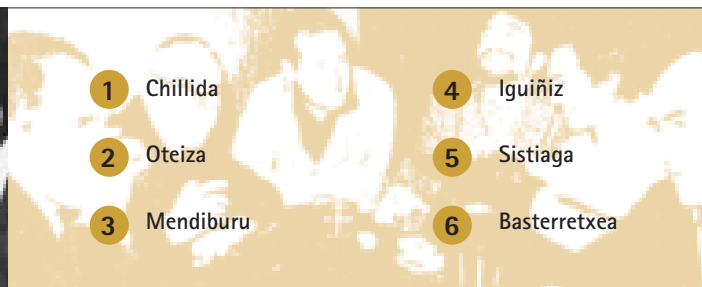 1 Chillida
2 Oteiza
3 Mendiburu
4 Iguiñiz
5 Sistiaga
6 Basterretxea